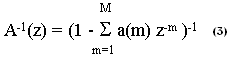 M
A-1(z) = (1 - Σ a(m) z-m )-1 (3)
m=1